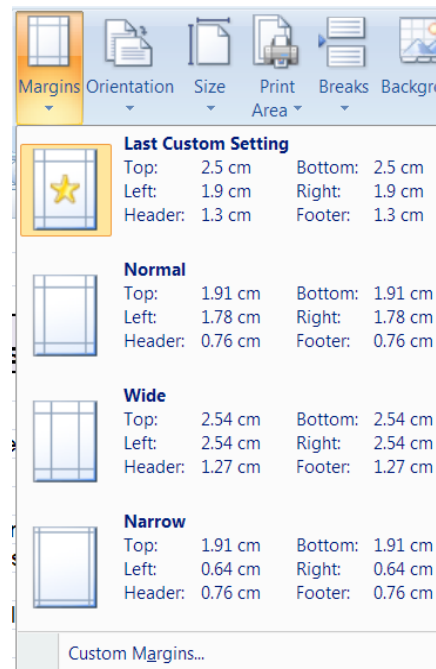 Margins Orientation Size Print Area Breaks
Last Custom Setting
Top: 2.5 cm Bottom: 2.5 cm
Left: 1.9 cm Right: 1.9 cm
Header: 1.3 cm Footer: 1.3 cm
Normal
Top: 1.91 cm Bottom: 1.91 cm
Left: 1.78 cm Right: 1.78 cm
Header: 0.76 cm Footer: 0.76 cm
Wide
Top: 2.54 cm Bottom: 2.54 cm
Left: 2.54 cm Right: 2.54 cm
Header: 1.27 cm Footer: 1.27 cm
Narrow
Top: 1.91 cm Bottom: 1.91 cm
Left: 0.64 cm Right: 0.64 cm
Header: 0.76 cm Footer: 0.76 cm
Custom Margins...